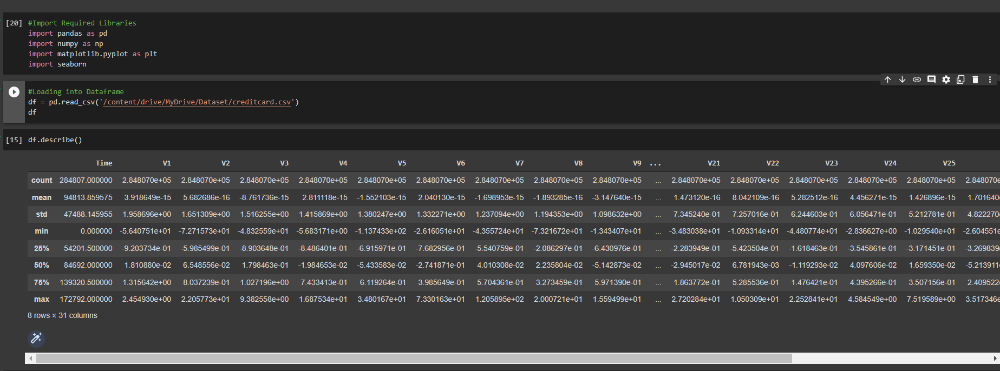 [20] #Import Required Libraries
import pandas as pd
import numpy as np
import matplotlib.pyplot as plt
import seaborn
#Loading into Dataframe
df = pd.read_csv('/content/drive/MyDrive/Dataset/creditcard.csv')
df
[15] df.describe()
Time V1 V2 V3 V4 V5 V6 V7 V8 V9 ... V21 V22 V23 V24 V25
count 284807.000000 2.848070e+05 2.848070e+05 2.848070e+05 2.848070e+05 2.848070e+05 2.848070e+05 2.848070e+05 2.848070e+05 2.848070e+05 ... 2.848070e+05 2.848070e+05 2.848070e+05 2.848070e+05 2.848070e+05 2.848070e
mean 94813.859575 3.918649e-15 5.682686e-16 -8.761736e-15 2.811118e-15 -1.552103e-15 2.040130e-15 -1.698953e-15 -1.893285e-16 -3.147640e-15 ... 1.473120e-16 8.042109e-16 5.282512e-16 4.456271e-15 1.426896e-15 1.701640
std 47488.145955 1.958696e+00 1.651309e+00 1.516255e+00 1.415869e+00 1.380247e+00 1.332271e+00 1.237094e+00 1.194353e+00 1.098632e+00 ... 7.345240e-01 7.257016e-01 6.244603e-01 6.056471e-01 5.212781e-01 4.822270
min 0.000000 -5.640751e+01 -7.271573e+01 -4.832559e+01 -5.683171e+00 -1.137433e+02 -2.616051e+01 -4.355724e+01 -7.321672e+01 -1.343407e+01 ... -3.483038e+01 -1.093314e+01 -4.480774e+01 -2.836627e+00 -1.029540e+01 -2.604551e
25% 54201.500000 -9.203734e-01 -5.985499e-01 -8.903648e-01 -8.486401e-01 -6.915971e-01 -7.682956e-01 -5.540759e-01 -2.086297e-01 -6.430976e-01 ... -2.283949e-01 -5.423504e-01 -1.618463e-01 -3.545861e-01 -3.171451e-01 -3.269839
50% 84692.000000 1.810880e-02 6.548556e-02 1.798463e-01 -1.984653e-02 -5.433583e-02 -2.741871e-01 4.010308e-02 2.235804e-02 -5.142873e-02 ... -2.945017e-02 6.781943e-03 -1.119293e-02 4.097606e-02 1.659350e-02 -5.213911
75% 139320.500000 1.315642e+00 8.037239e-01 1.027196e+00 7.433413e-01 6.119264e-01 3.985649e-01 5.704361e-01 3.273459e-01 5.971390e-01 ... 1.863772e-01 5.285536e-01 1.476421e-01 4.395266e-01 3.507156e-01 2.409522
max 172792.000000 2.454930e+00 2.205773e+01 9.382558e+00 1.687534e+01 3.480167e+01 7.330163e+01 1.205895e+02 2.000721e+01 1.559499e+01 ... 2.720284e+01 1.050309e+01 2.252841e+01 4.584549e+00 7.519589e+00 3.517346e
8 rows × 31 columns